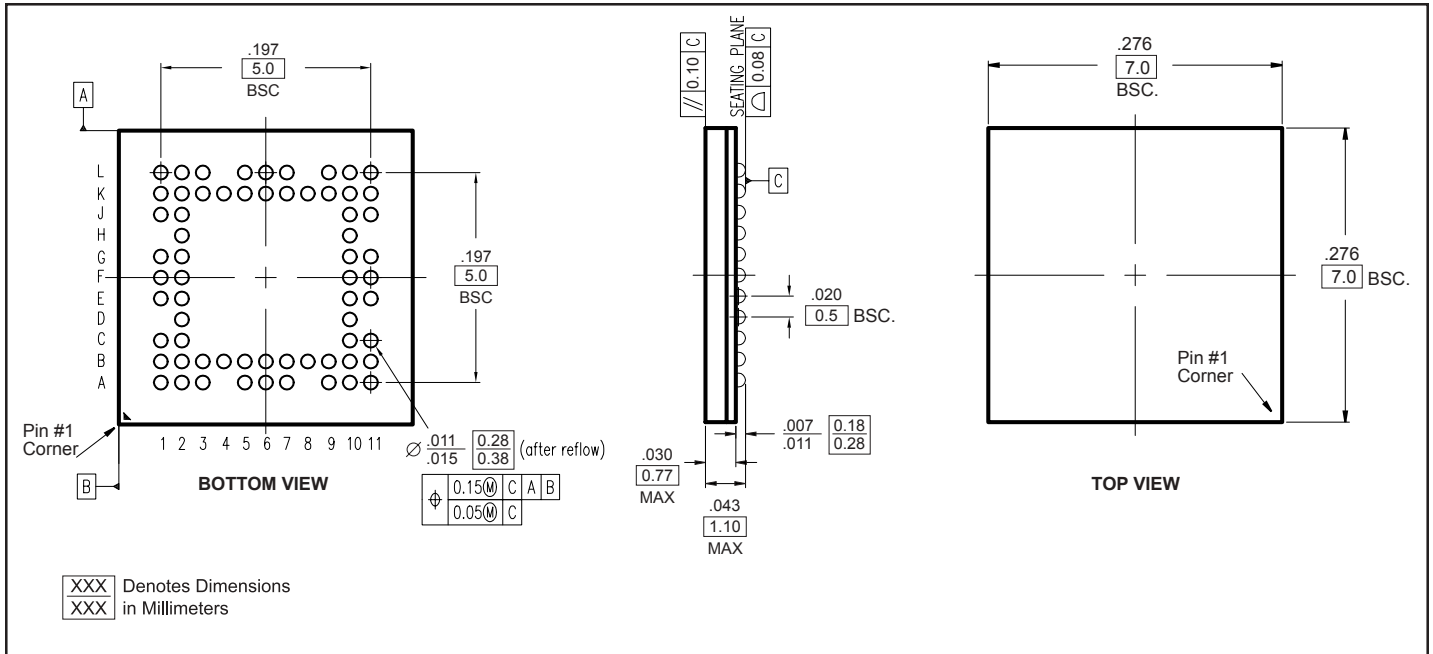 .197
5.0
BSC
A
L
K
J
H
G
F
E
D
C
B
A
.197
5.0
BSC
Pin #1
Corner
1 2 3 4 5 6 7 8 9 10 11
B
BOTTOM VIEW
Ø .011 0.28 (after reflow)
.015 0.38
⌖ 0.15Ⓜ C A B
0.05Ⓜ C
// 0.10 C
SEATING PLANE
⌓ 0.08 C
C
.020
0.5 BSC.
.007 0.18
.011 0.28
.030
0.77
MAX
.043
1.10
MAX
.276
7.0
BSC.
.276
7.0 BSC.
Pin #1
Corner
TOP VIEW
XXX Denotes Dimensions
XXX in Millimeters